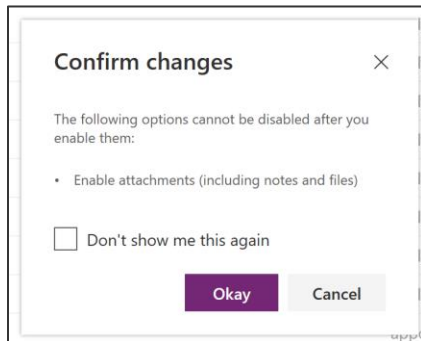 Confirm changes
The following options cannot be disabled after you
enable them:
• Enable attachments (including notes and files)
Don't show me this again
Okay Cancel